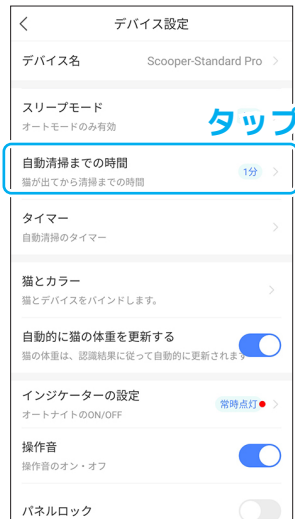 デバイス設定
デバイス名 Scooper-Standard Pro
スリープモード
オートモードのみ有効
タップ
自動清掃までの時間
猫が出てから清掃までの時間
1分
タイマー
自動清掃のタイマー
猫とカラー
猫とデバイスをバインドします。
自動的に猫の体重を更新する
猫の体重は、認識結果に従って自動的に更新されます
インジケーターの設定
オートナイトのON/OFF
常時点灯
操作音
操作音のオン・オフ
パネルロック